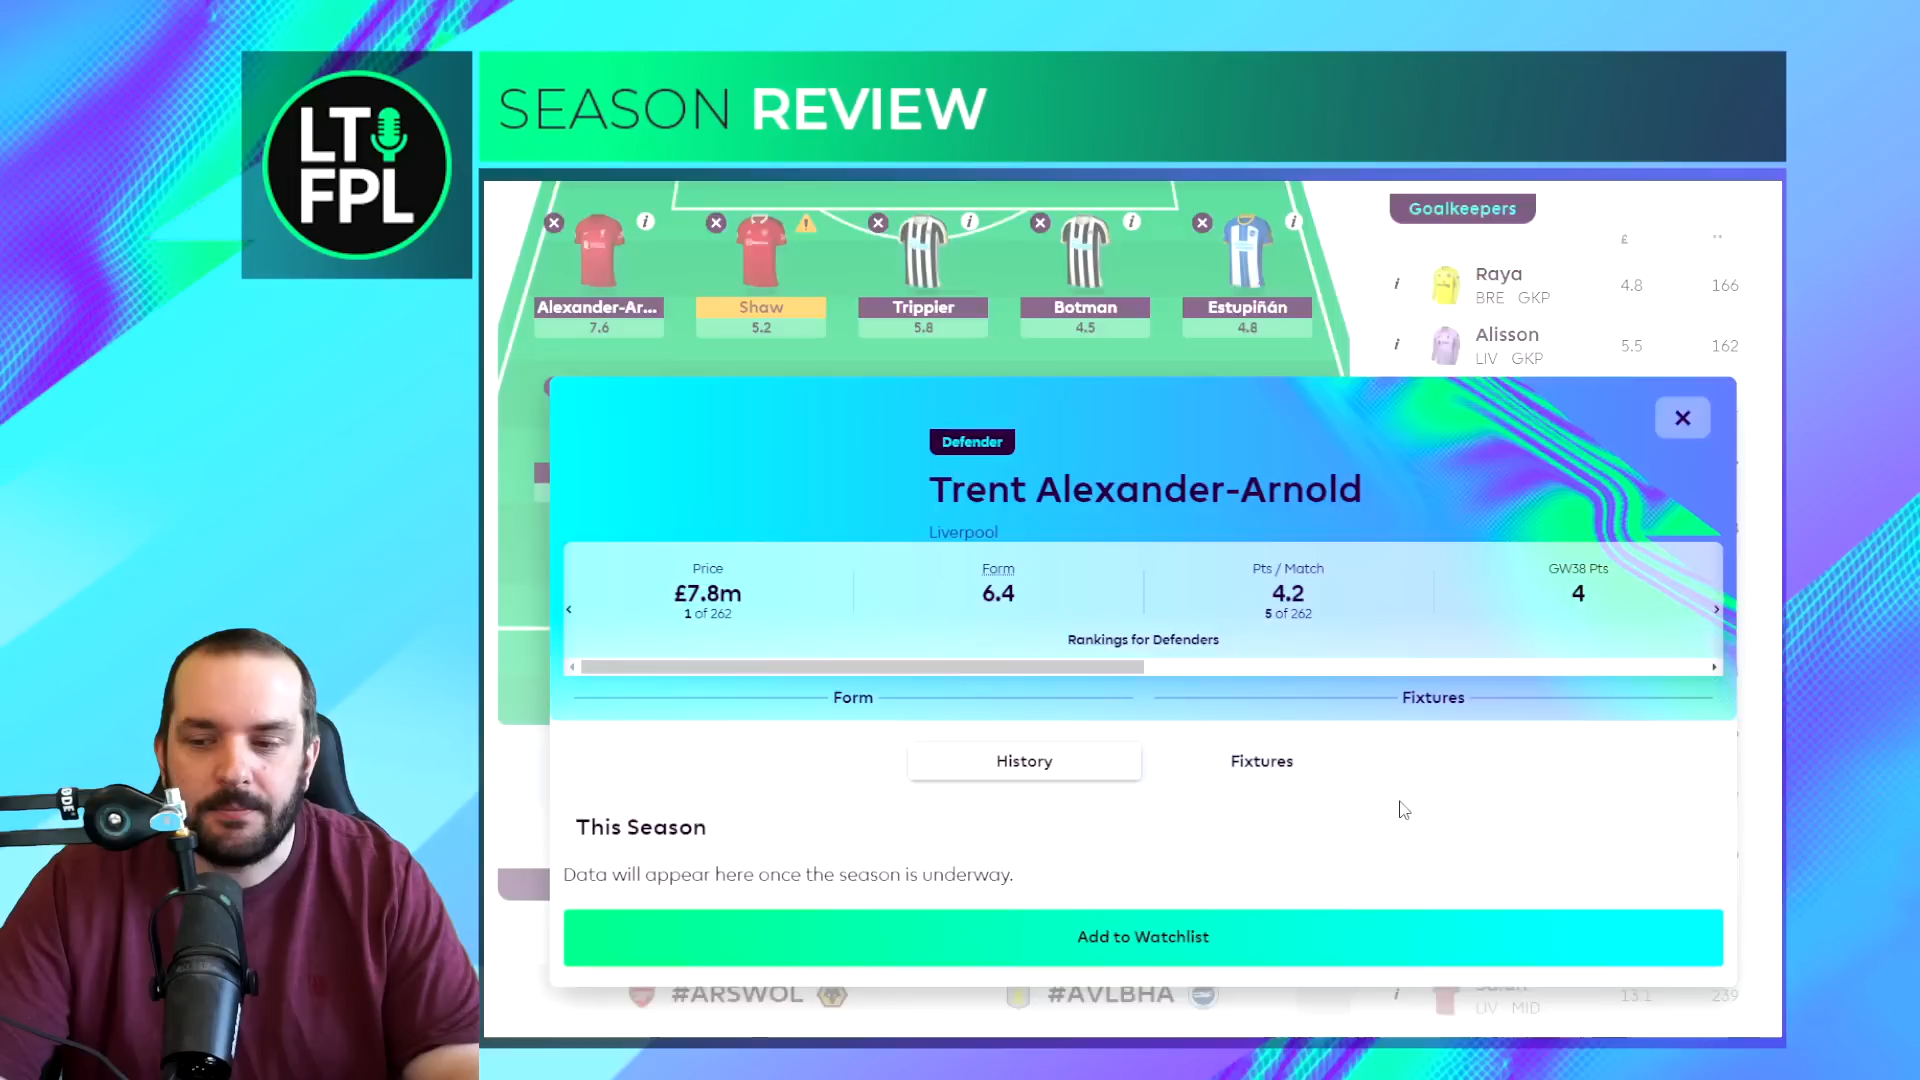 LT
FPL
SEASON REVIEW
Goalkeepers
£
Alexander-Ar...
7.6
Shaw
5.2
Trippier
5.8
Botman
4.5
Estupiñán
4.8
Raya
BRE GKP
4.8
166
Alisson
LIV GKP
5.5
162
Defender
Trent Alexander-Arnold
Liverpool
Price
£7.8m
1 of 262
Form
6.4
Pts / Match
4.2
5 of 262
GW38 Pts
4
Rankings for Defenders
Form
Fixtures
History
Fixtures
This Season
Data will appear here once the season is underway.
Add to Watchlist
#ARSWOL
#AVLBHA
LIV MID
13.1
239